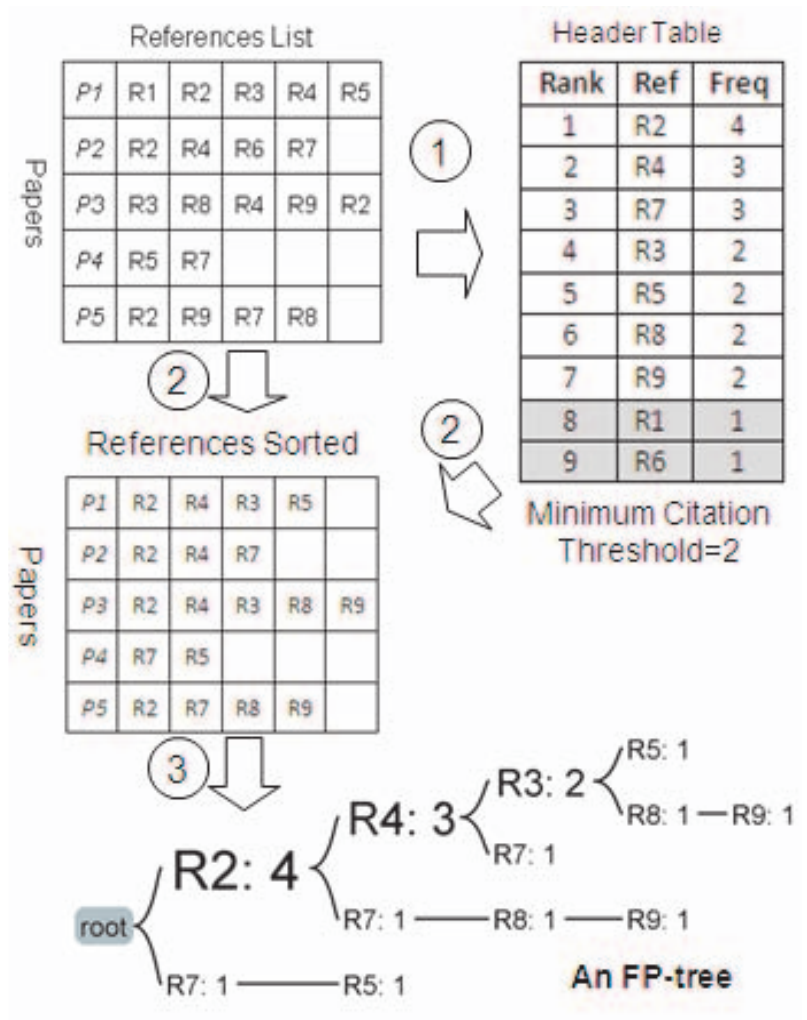 References List
Papers
P1 R1 R2 R3 R4 R5
P2 R2 R4 R6 R7
P3 R3 R8 R4 R9 R2
P4 R5 R7
P5 R2 R9 R7 R8
1
Header Table
Rank Ref Freq
1 R2 4
2 R4 3
3 R7 3
4 R3 2
5 R5 2
6 R8 2
7 R9 2
8 R1 1
9 R6 1
Minimum Citation
Threshold=2
2
2
References Sorted
Papers
P1 R2 R4 R3 R5
P2 R2 R4 R7
P3 R2 R4 R3 R8 R9
P4 R7 R5
P5 R2 R7 R8 R9
3
root
R2: 4
R4: 3
R3: 2
R5: 1
R8: 1 R9: 1
R7: 1
R7: 1 R8: 1 R9: 1
R7: 1 R5: 1
An FP-tree